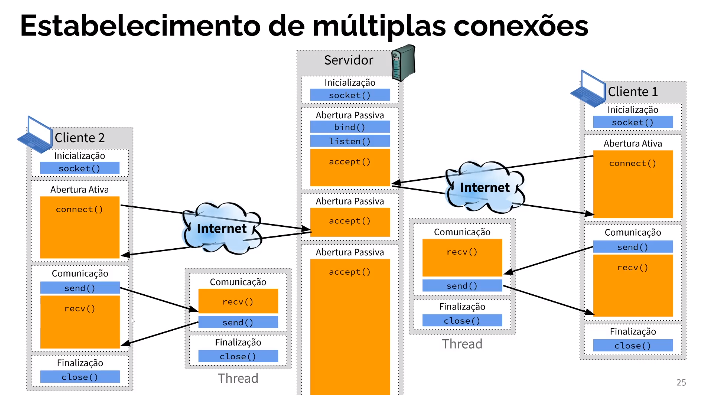 Estabelecimento de múltiplas conexões
Servidor
Inicialização
socket()
Abertura Passiva
bind()
listen()
accept()
Abertura Passiva
accept()
Abertura Passiva
accept()
Cliente 1
Inicialização
socket()
Abertura Ativa
connect()
Comunicação
send()
recv()
Finalização
close()
Internet
Comunicação
recv()
send()
Finalização
close()
Thread
Cliente 2
Inicialização
socket()
Abertura Ativa
connect()
Comunicação
send()
recv()
Finalização
close()
Internet
Comunicação
recv()
send()
Finalização
close()
Thread
25